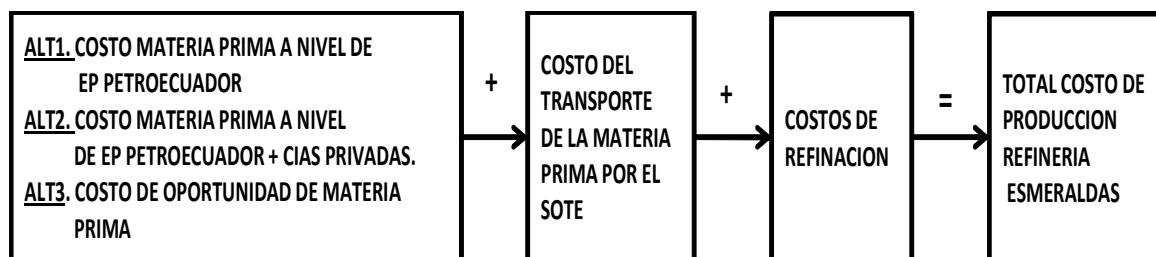 ALT1. COSTO MATERIA PRIMA A NIVEL DE
EP PETROECUADOR
ALT2. COSTO MATERIA PRIMA A NIVEL
DE EP PETROECUADOR + CIAS PRIVADAS.
ALT3. COSTO DE OPORTUNIDAD DE MATERIA
PRIMA
+
COSTO DEL
TRANSPORTE
DE LA MATERIA
PRIMA POR EL
SOTE
+
COSTOS DE
REFINACION
=
TOTAL COSTO DE
PRODUCCION
REFINERIA
ESMERALDAS